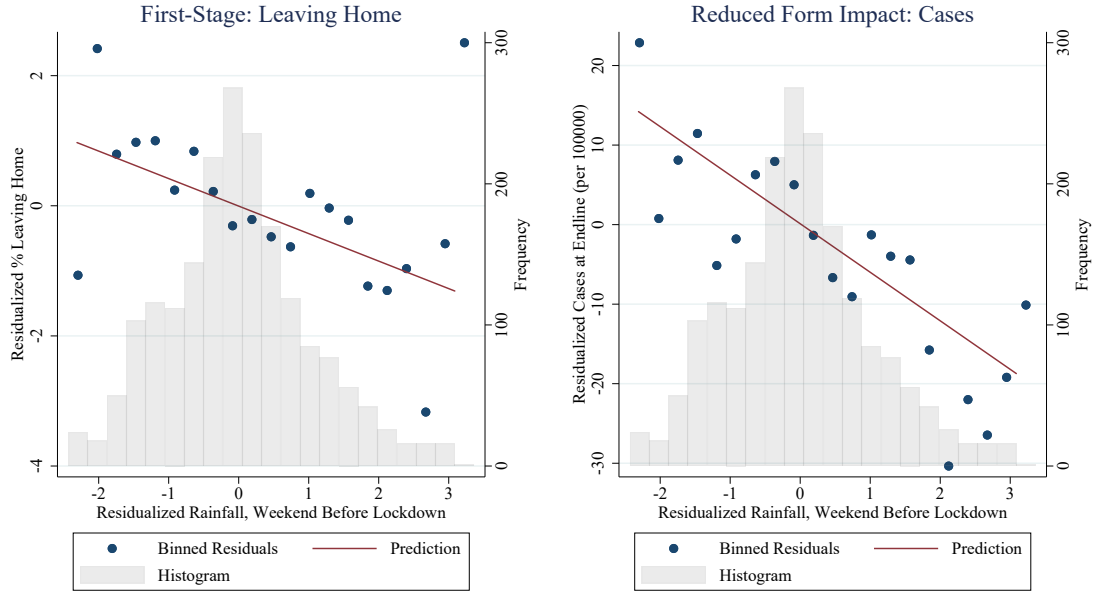 First-Stage: Leaving Home
Residualized % Leaving Home
2
0
-2
-4
300
200
100
0
Frequency
-2 -1 0 1 2 3
Residualized Rainfall, Weekend Before Lockdown
Binned Residuals Prediction
Histogram
Reduced Form Impact: Cases
Residualized Cases at Endline (per 100000)
20
10
0
-10
-20
-30
300
200
100
0
Frequency
-2 -1 0 1 2 3
Residualized Rainfall, Weekend Before Lockdown
Binned Residuals Prediction
Histogram